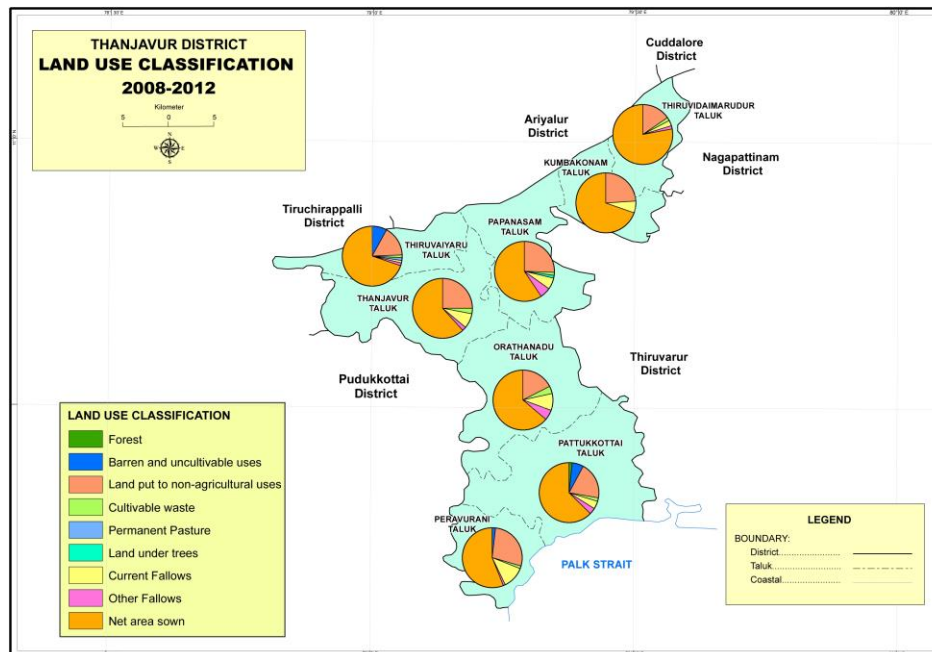 THANJAVUR DISTRICT
LAND USE CLASSIFICATION
2008-2012
Kilometer
5 0 5
N
W E
S
Cuddalore
District
THIRUVIDAIMARUDUR
TALUK
Ariyalur
District
KUMBAKONAM
TALUK
Nagapattinam
District
Tiruchirappalli
District
PAPANASAM
TALUK
THIRUVAIYARU
TALUK
THANJAVUR
TALUK
ORATHANADU
TALUK
Thiruvarur
District
Pudukkottai
District
PATTUKKOTTAI
TALUK
PERAVURANI
TALUK
PALK STRAIT
LAND USE CLASSIFICATION
Forest
Barren and uncultivable uses
Land put to non-agricultural uses
Cultivable waste
Permanent Pasture
Land under trees
Current Fallows
Other Fallows
Net area sown
LEGEND
BOUNDARY:
District........................
Taluk...........................
Coastal.......................